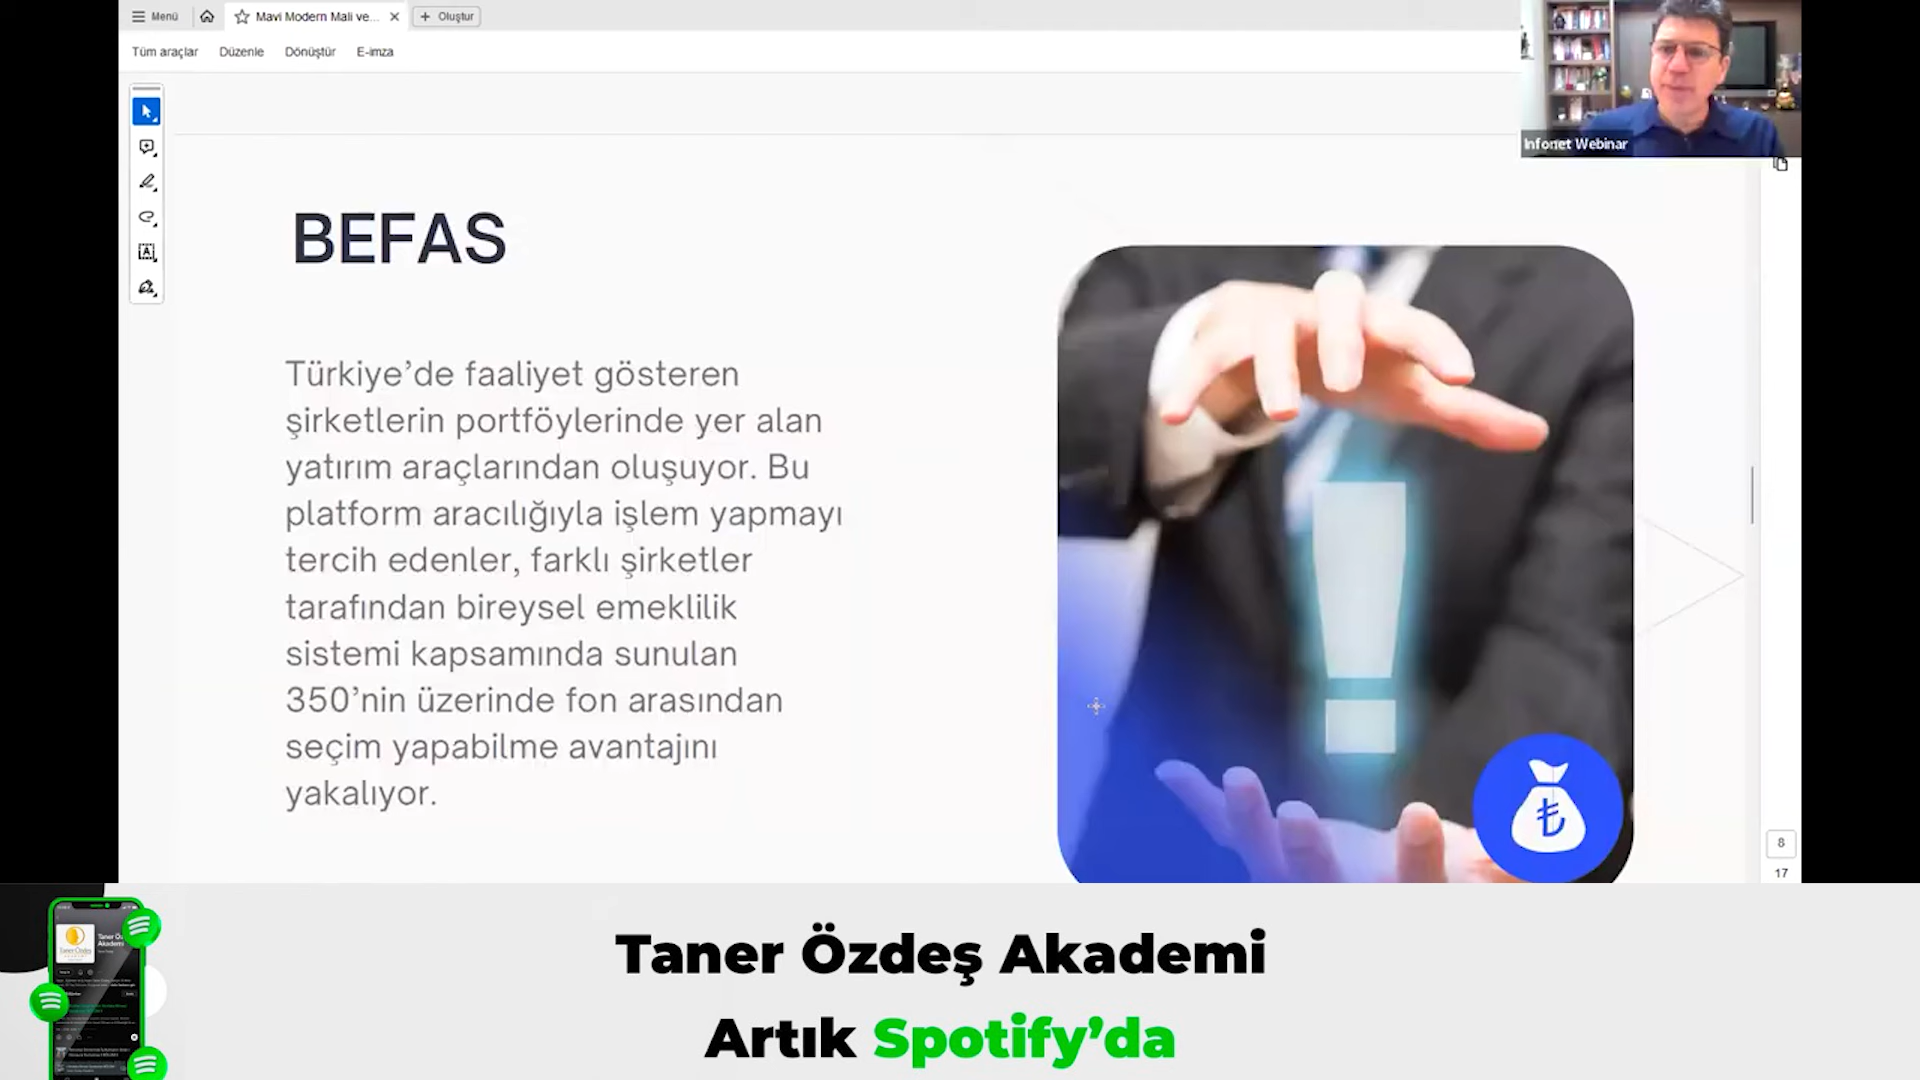 Menü
Mavi Modern Mali ve...
Oluştur
Tüm araçlar
Düzenle
Dönüştür
E-imza
Infonet Webinar
BEFAS
Türkiye’de faaliyet gösteren
şirketlerin portföylerinde yer alan
yatırım araçlarından oluşuyor. Bu
platform aracılığıyla işlem yapmayı
tercih edenler, farklı şirketler
tarafından bireysel emeklilik
sistemi kapsamında sunulan
350’nin üzerinde fon arasından
seçim yapabilme avantajını
yakalıyor.
8
17
Taner Özdeş Akademi
Artık Spotify’da